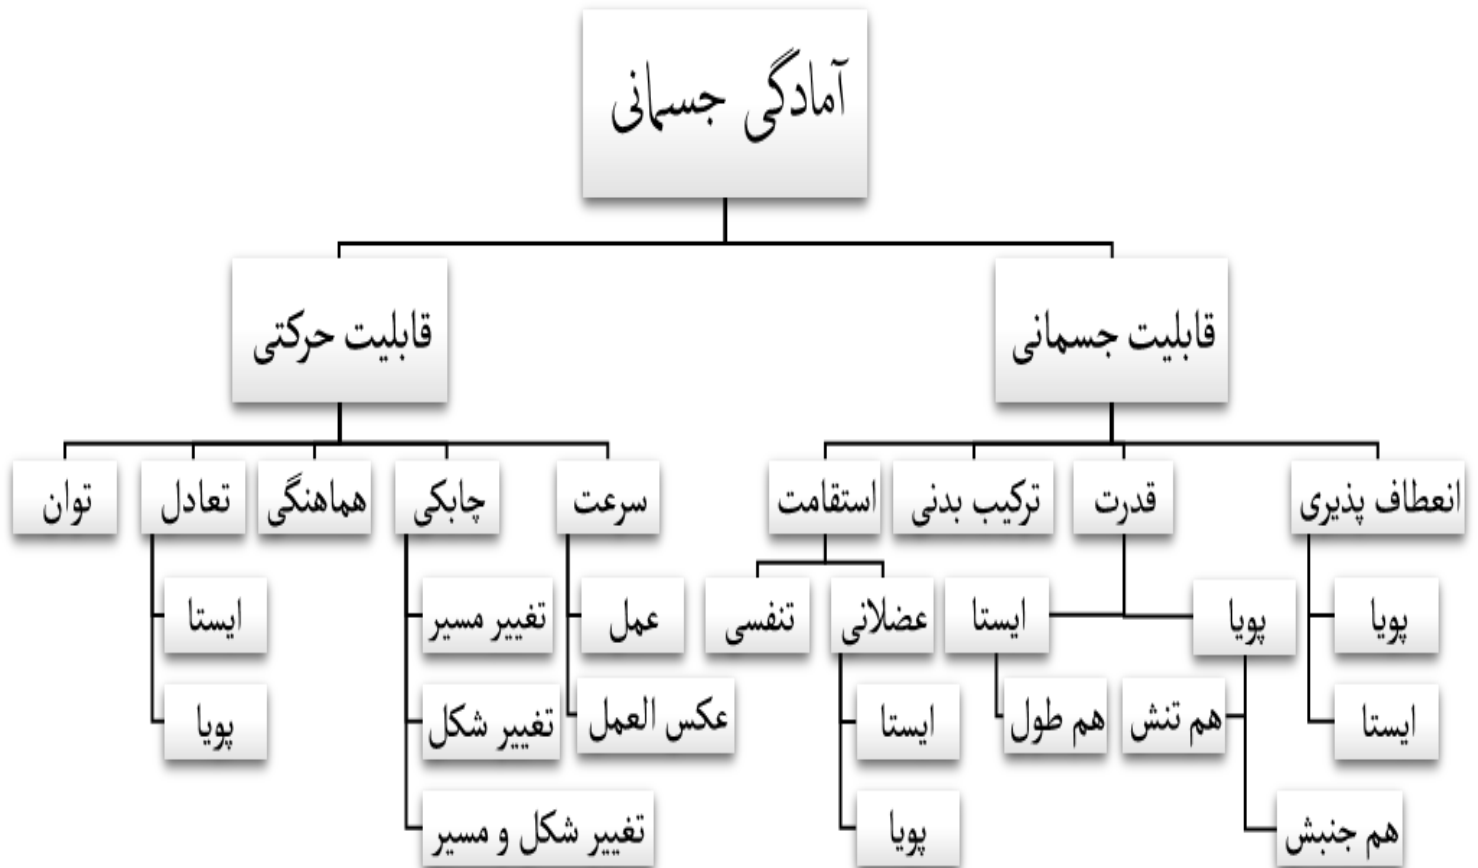 آمادگی جسمانی
قابلیت جسمانی
قابلیت حرکتی
انعطاف پذیری
قدرت
ترکیب بدنی
استقامت
سرعت
چابکی
هماهنگی
تعادل
توان
پویا
پویا
ایستا
عضلانی
تنفسی
عمل
تغییر مسیر
ایستا
ایستا
هم تنش
هم طول
ایستا
عکس العمل
تغییر شکل
پویا
هم جنبش
پویا
تغییر شکل و مسیر